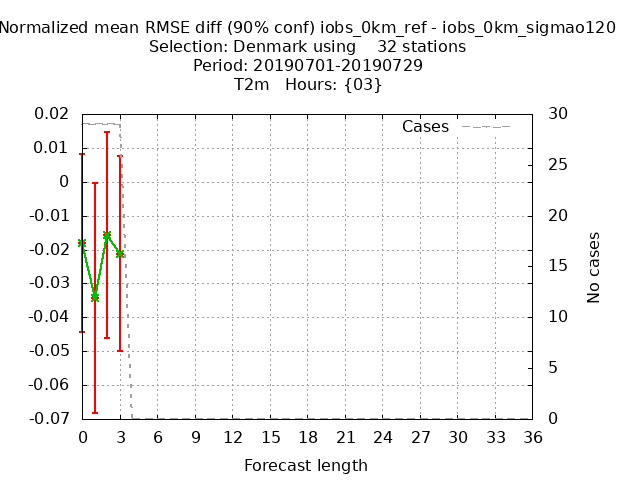 Normalized mean RMSE diff (90% conf) iobs_0km_ref - iobs_0km_sigmao120
Selection: Denmark using 32 stations
Period: 20190701-20190729
T2m Hours: {03}
Cases
0.02
0.01
0
-0.01
-0.02
-0.03
-0.04
-0.05
-0.06
-0.07
30
25
20
15
10
5
0
No cases
0 3 6 9 12 15 18 21 24 27 30 33 36
Forecast length